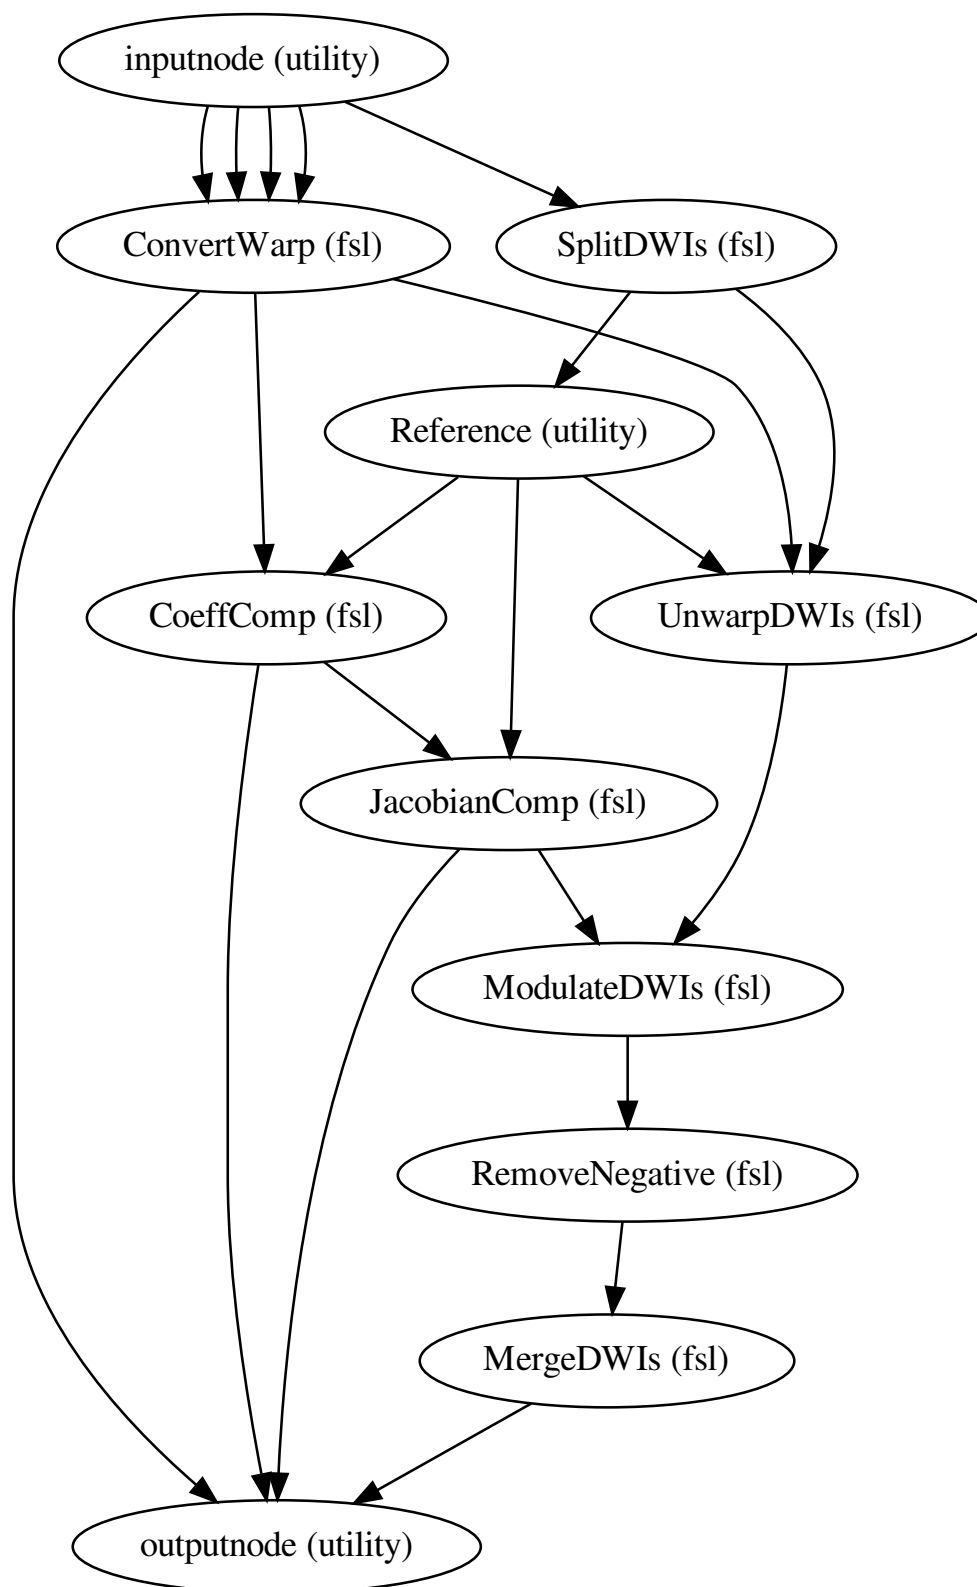 inputnode (utility)
ConvertWarp (fsl)
SplitDWIs (fsl)
Reference (utility)
CoeffComp (fsl)
UnwarpDWIs (fsl)
JacobianComp (fsl)
ModulateDWIs (fsl)
RemoveNegative (fsl)
MergeDWIs (fsl)
outputnode (utility)